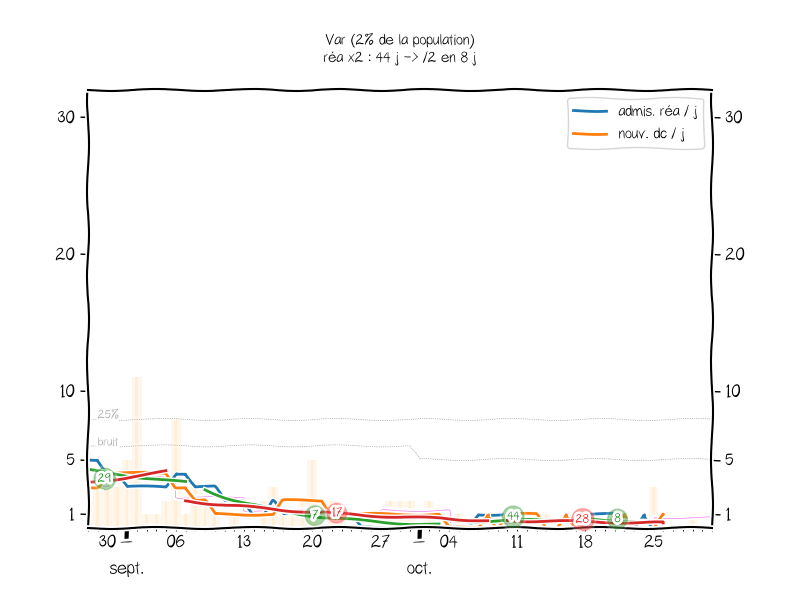 Var (2% de la population)
réa x2 : 44 j -> /2 en 8 j
admis. réa / j
nouv. dc / j
30
30
20
20
10
10
25%
bruit
5
5
29
7
17
44
28
8
1
1
30 06 13 20 27 04 11 18 25
sept. oct.